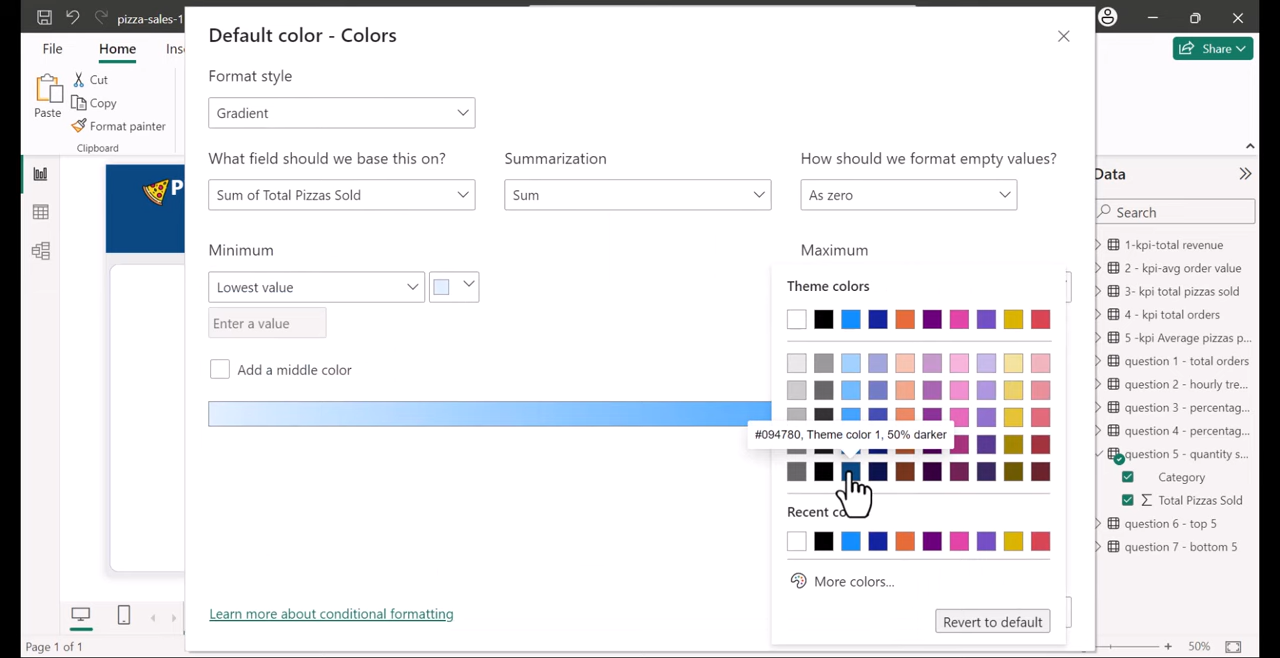 pizza-sales-1
File
Home
Ins
Share
Paste
Cut
Copy
Format painter
Clipboard
P
Default color - Colors
Format style
Gradient
What field should we base this on?
Summarization
How should we format empty values?
Sum of Total Pizzas Sold
Sum
As zero
Minimum
Maximum
Lowest value
Enter a value
Add a middle color
Theme colors
#094780, Theme color 1, 50% darker
Recent co
More colors...
Revert to default
Learn more about conditional formatting
Data
Search
1-kpi-total revenue
2 - kpi-avg order value
3- kpi total pizzas sold
4 - kpi total orders
5 -kpi Average pizzas p...
question 1 - total orders
question 2 - hourly tre...
question 3 - percentag...
question 4 - percentag...
question 5 - quantity s...
Category
Σ Total Pizzas Sold
question 6 - top 5
question 7 - bottom 5
Page 1 of 1
50%